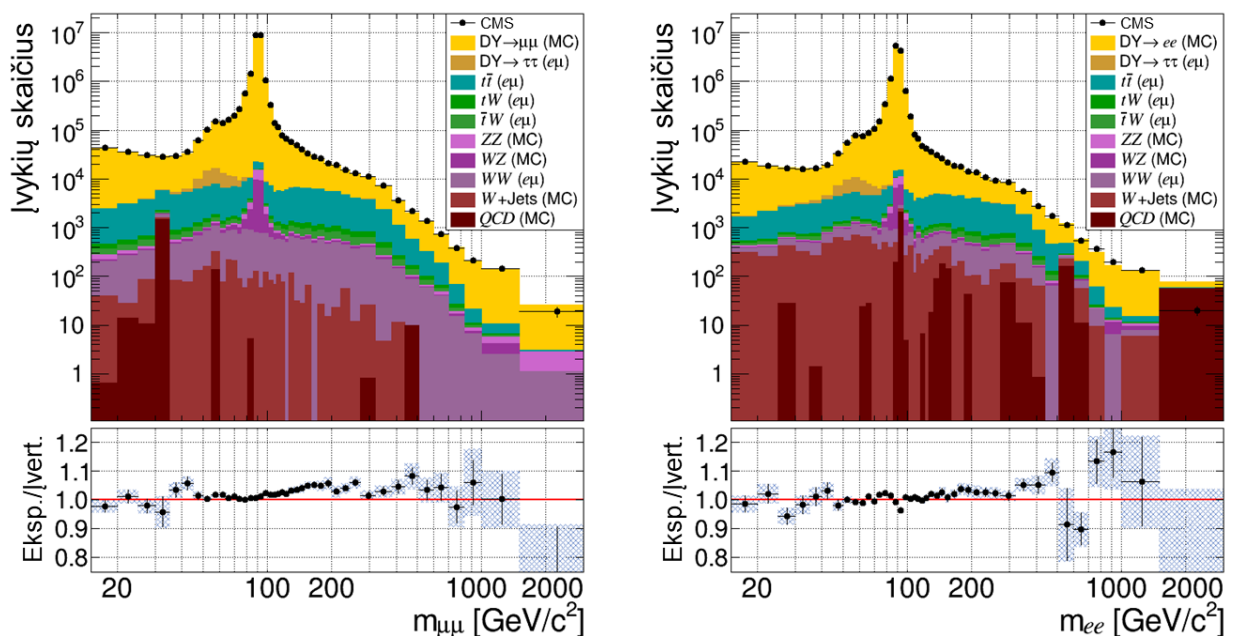 Įvykių skaičius
10⁷
10⁶
10⁵
10⁴
10³
10²
10
1
CMS
DY→μμ (MC)
DY→ττ (eμ)
tt̄ (eμ)
tW (eμ)
t̄W (eμ)
ZZ (MC)
WZ (MC)
WW (eμ)
W+Jets (MC)
QCD (MC)
Eksp./Įvert.
1.2
1.1
1.0
0.9
0.8
20
100
200
1000
2000
mμμ [GeV/c²]
Įvykių skaičius
10⁷
10⁶
10⁵
10⁴
10³
10²
10
1
CMS
DY→ee (MC)
DY→ττ (eμ)
tt̄ (eμ)
tW (eμ)
t̄W (eμ)
ZZ (MC)
WZ (MC)
WW (eμ)
W+Jets (MC)
QCD (MC)
Eksp./Įvert.
1.2
1.1
1.0
0.9
0.8
20
100
200
1000
2000
mee [GeV/c²]